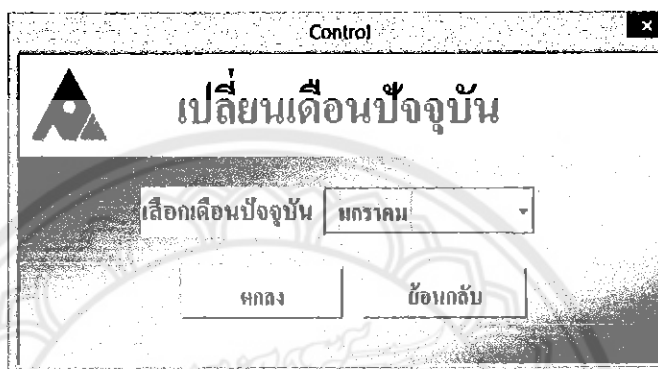 Control
เปลี่ยนเดือนปัจจุบัน
เลือกเดือนปัจจุบัน มกราคม
ตกลง ย้อนกลับ